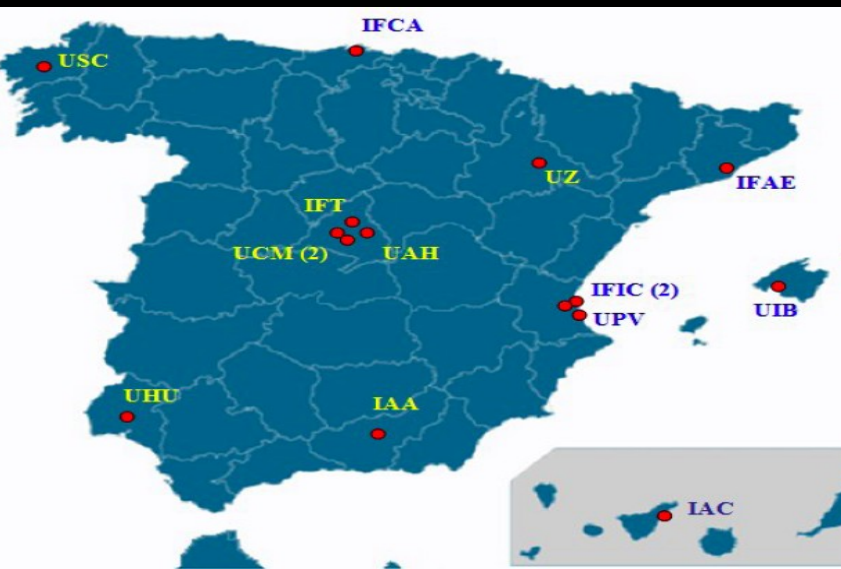 IFCA
USC
UZ
IFAE
IFT
UCM (2)
UAH
IFIC (2)
UIB
UPV
UHU
IAA
IAC